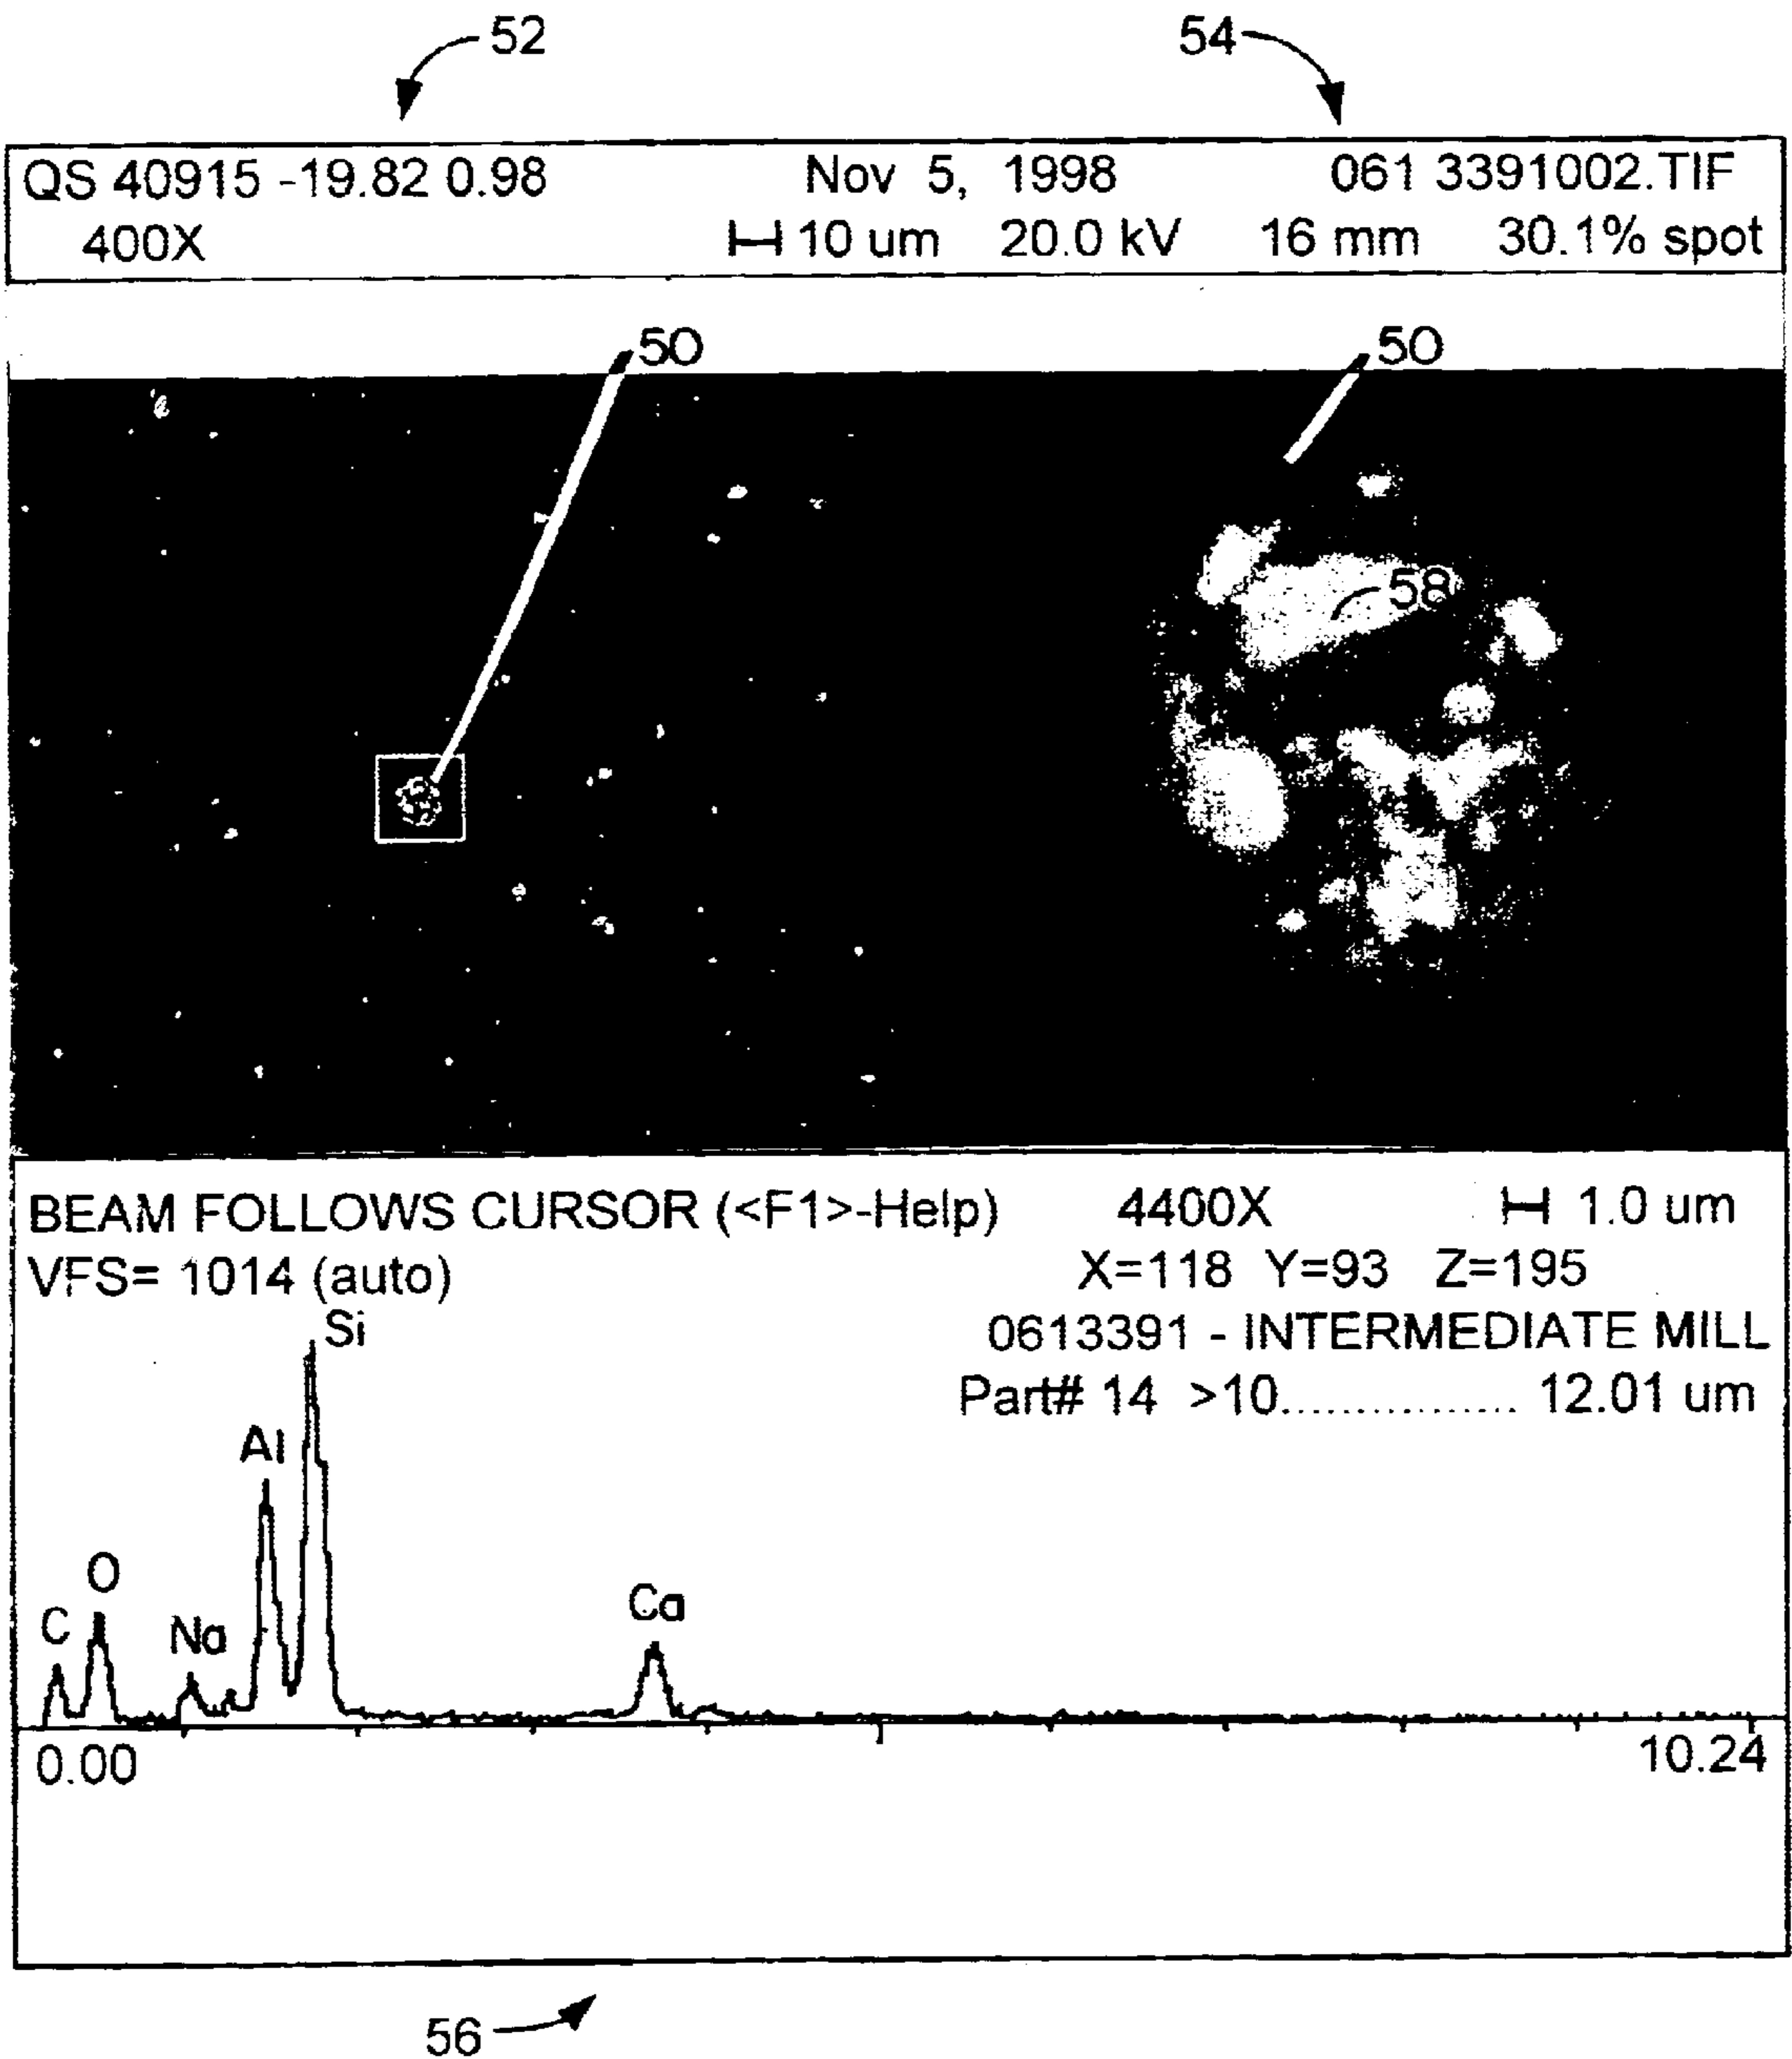 52 54
QS 40915 -19.82 0.98 Nov 5, 1998 061 3391002.TIF
400X 10 um 20.0 kV 16 mm 30.1% spot
50 50
58
BEAM FOLLOWS CURSOR (<F1>-Help) 4400X 1.0 um
VFS= 1014 (auto) X=118 Y=93 Z=195
Si 0613391 - INTERMEDIATE MILL
Part# 14 >10............... 12.01 um
Al
O
C Na Ca
0.00 10.24
56